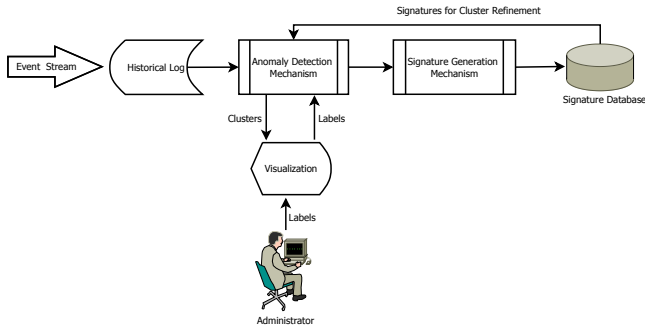 Signatures for Cluster Refinement
Event Stream
Historical Log
Anomaly Detection
Mechanism
Signature Generation
Mechanism
Signature Database
Clusters
Labels
Visualization
Labels
Administrator